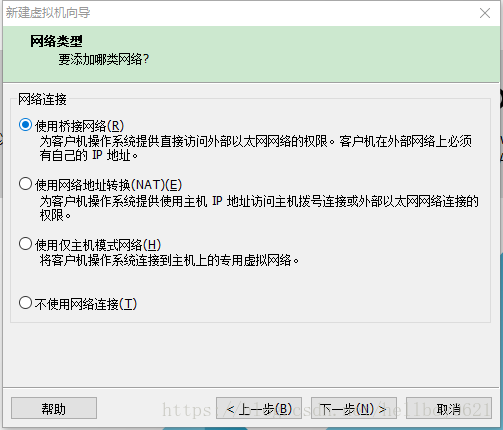 新建虚拟机向导
网络类型
要添加哪类网络?
网络连接
使用桥接网络(R)
为客户机操作系统提供直接访问外部以太网网络的权限。客户机在外部网络上必须
有自己的 IP 地址。
使用网络地址转换(NAT)(E)
为客户机操作系统提供使用主机 IP 地址访问主机拨号连接或外部以太网网络连接的
权限。
使用仅主机模式网络(H)
将客户机操作系统连接到主机上的专用虚拟网络。
不使用网络连接(T)
帮助
< 上一步(B)
下一步(N) >
取消